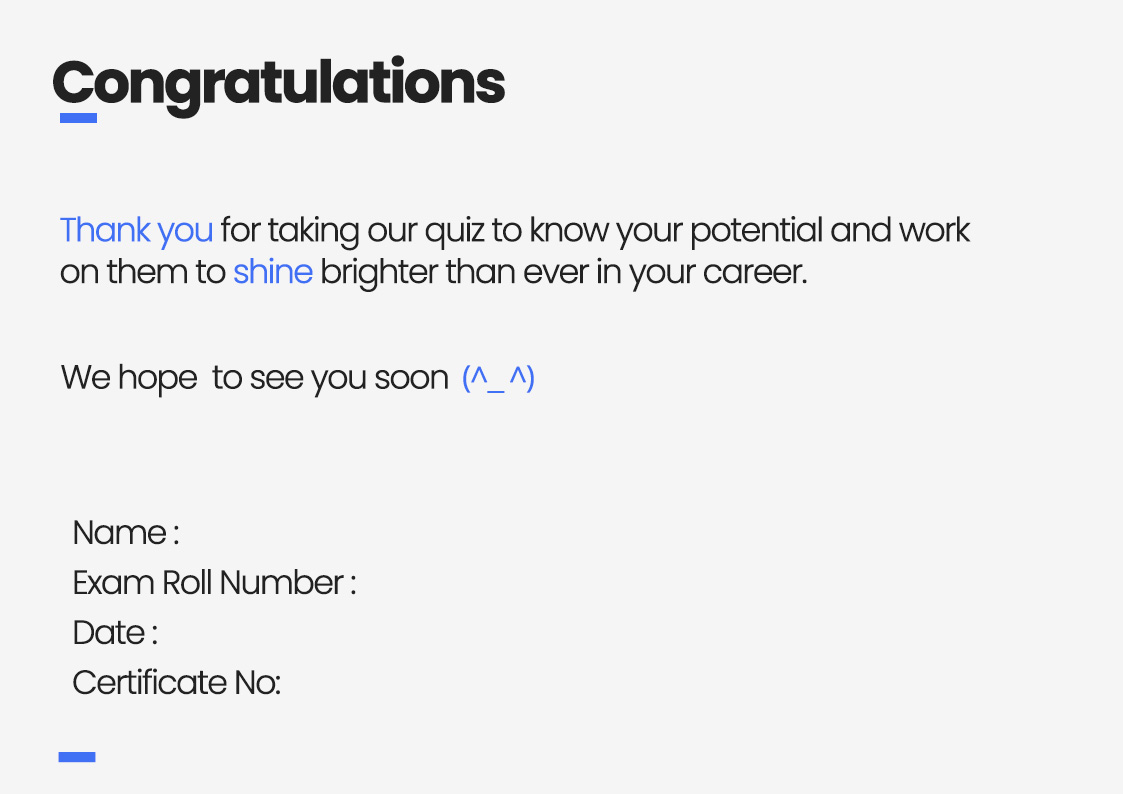 Congratulations
Thank you for taking our quiz to know your potential and work
on them to shine brighter than ever in your career.
We hope  to see you soon (^_^)
Name :
Exam Roll Number :
Date :
Certificate No: